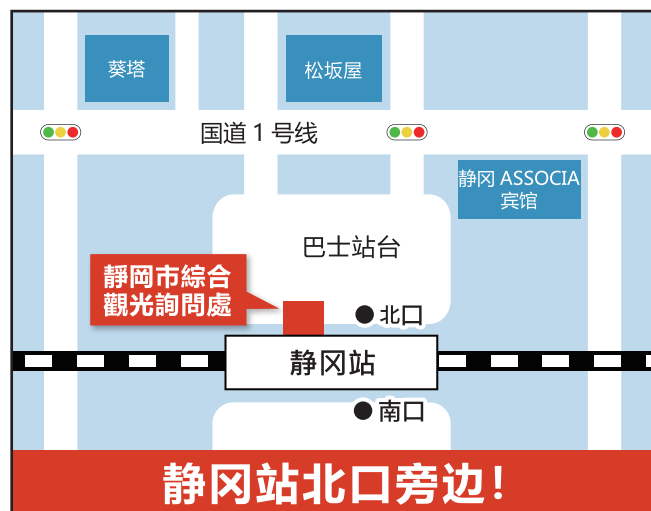 葵塔
松坂屋
国道 1 号线
静冈 ASSOCIA
宾馆
巴士站台
靜岡市綜合
觀光詢問處
北口
静冈站
南口
静冈站北口旁边！